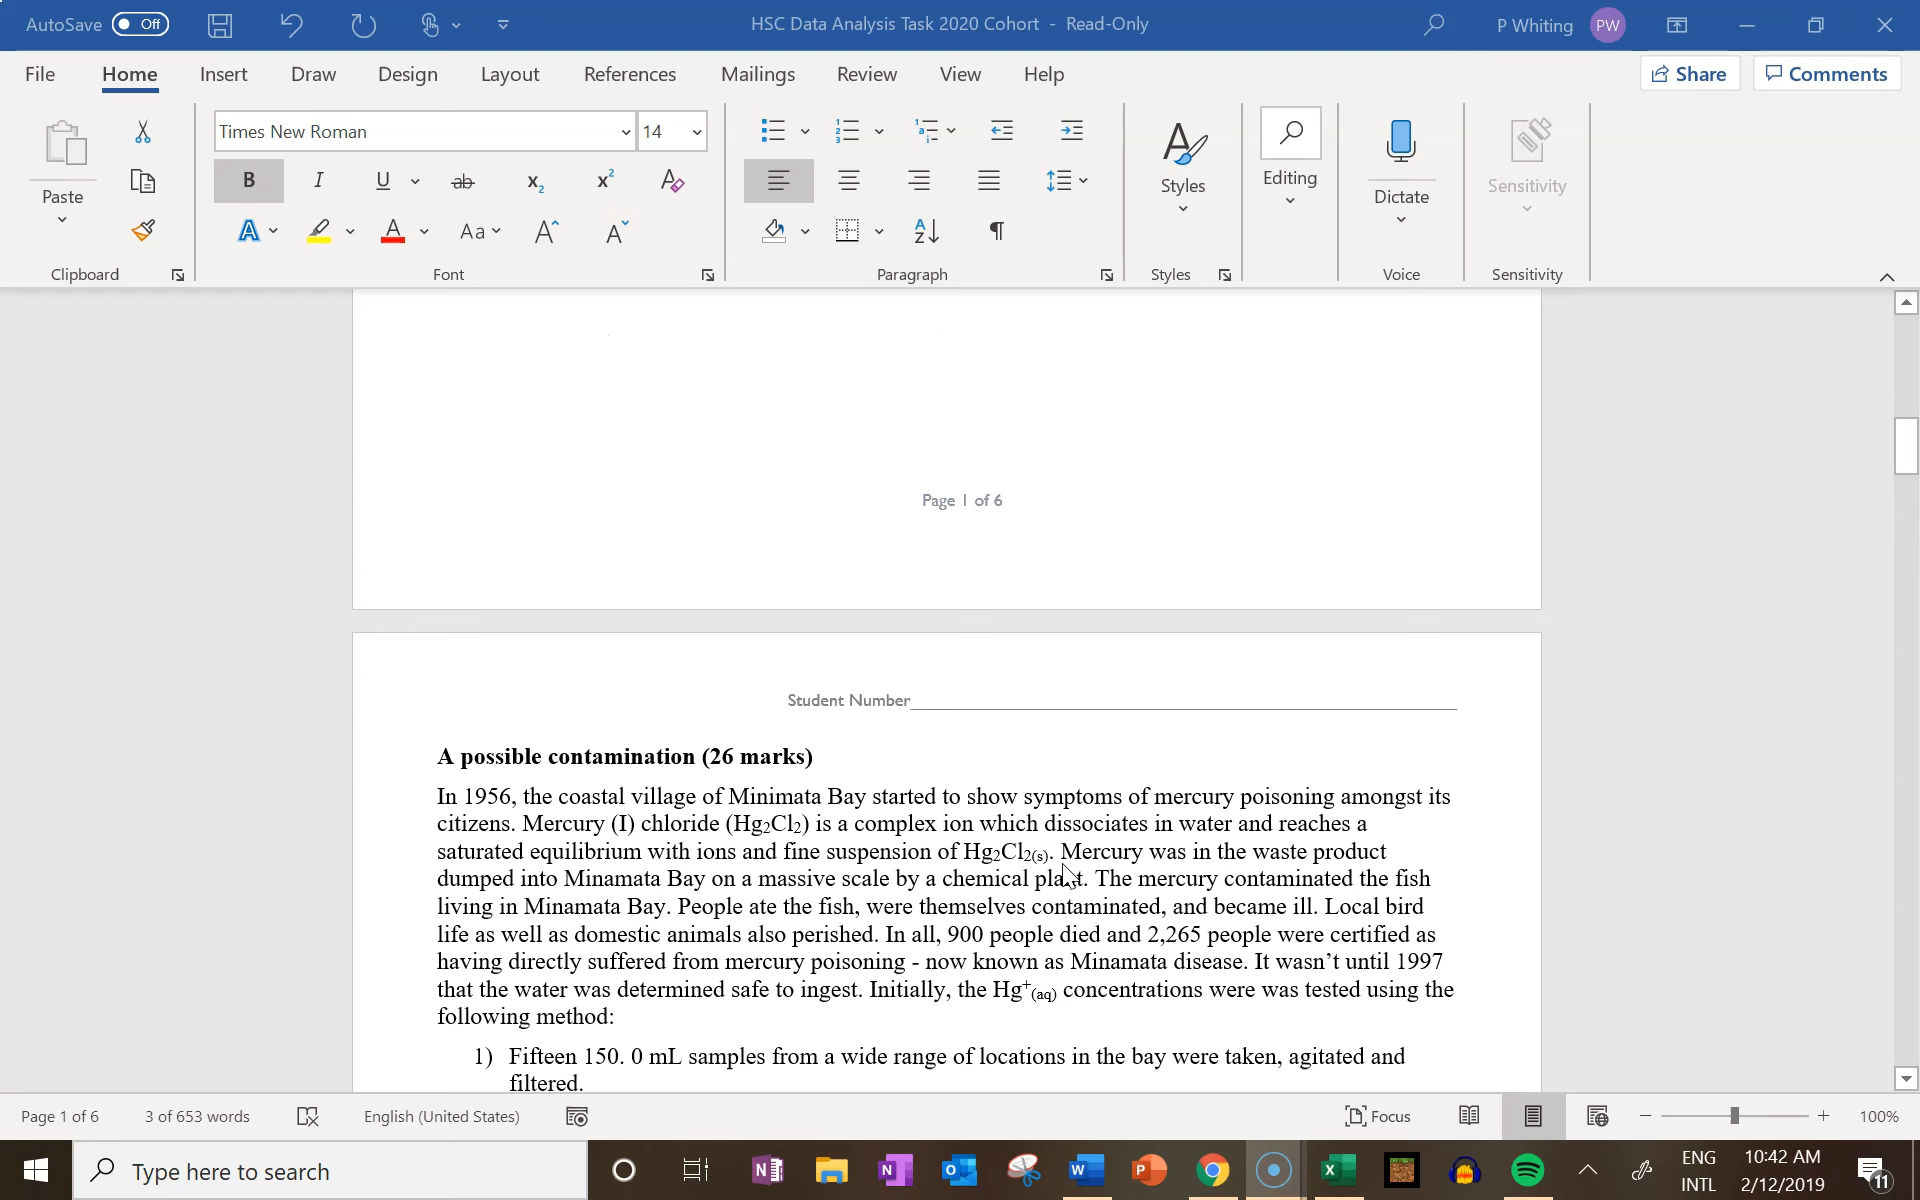 AutoSave Off
HSC Data Analysis Task 2020 Cohort - Read-Only
P Whiting PW
File Home Insert Draw Design Layout References Mailings Review View Help
Share Comments
Paste
Clipboard
Times New Roman 14
B I U ab x2 x2
A A Aa A A
Font
Paragraph
Styles
Styles
Editing
Dictate
Voice
Sensitivity
Sensitivity
Page 1 of 6
Student Number
A possible contamination (26 marks)
In 1956, the coastal village of Minimata Bay started to show symptoms of mercury poisoning amongst its
citizens. Mercury (I) chloride (Hg₂Cl₂) is a complex ion which dissociates in water and reaches a
saturated equilibrium with ions and fine suspension of Hg₂Cl₂(s). Mercury was in the waste product
dumped into Minamata Bay on a massive scale by a chemical plant. The mercury contaminated the fish
living in Minamata Bay. People ate the fish, were themselves contaminated, and became ill. Local bird
life as well as domestic animals also perished. In all, 900 people died and 2,265 people were certified as
having directly suffered from mercury poisoning - now known as Minamata disease. It wasn’t until 1997
that the water was determined safe to ingest. Initially, the Hg⁺(aq) concentrations were was tested using the
following method:
1) Fifteen 150. 0 mL samples from a wide range of locations in the bay were taken, agitated and
filtered.
Page 1 of 6 3 of 653 words English (United States)
Focus
100%
Type here to search
ENG
INTL
10:42 AM
2/12/2019
11